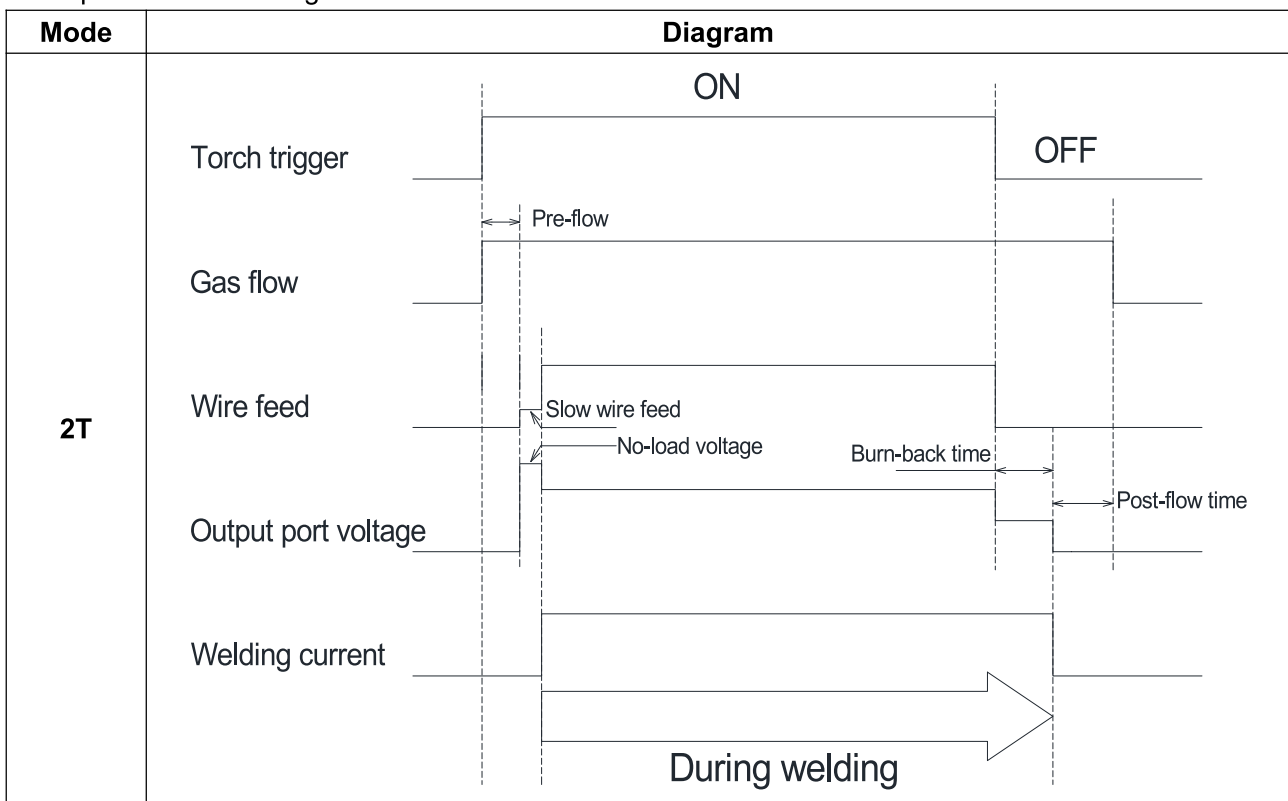 Mode
Diagram
2T
ON
Torch trigger
OFF
Pre-flow
Gas flow
Wire feed
Slow wire feed
No-load voltage
Burn-back time
Post-flow time
Output port voltage
Welding current
During welding